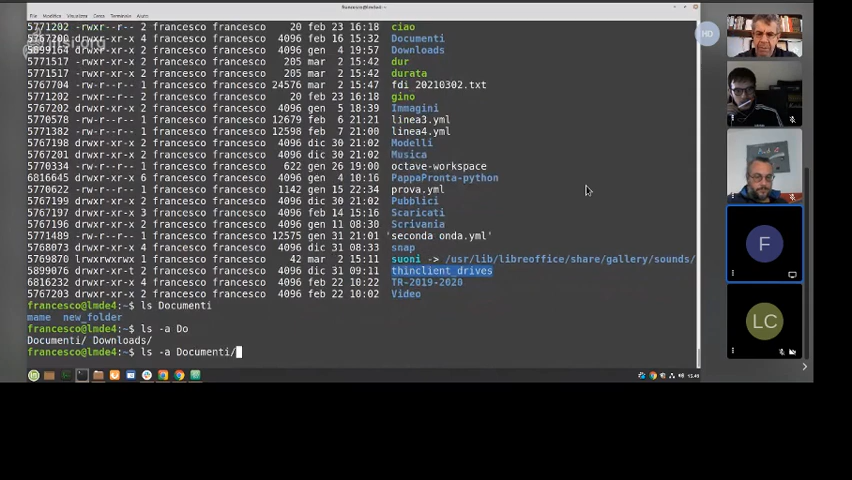 francesco@lmde4: ~
File Modifica Visualizza Cerca Terminale Aiuto
5771202 -rwxr--r-- 2 francesco francesco 20 feb 23 16:18 ciao
5767200 drwxr-xr-x 4 francesco francesco 4096 feb 16 15:32 Documenti
5899164 drwxr-xr-x 2 francesco francesco 4096 gen 4 19:57 Downloads
5771517 -rwxr--r-- 2 francesco francesco 205 mar 2 15:42 dur
5771517 -rwxr--r-- 2 francesco francesco 205 mar 2 15:42 durata
5767704 -rw-r--r-- 1 francesco francesco 24576 mar 2 15:47 fdi 20210302.txt
5771202 -rwxr--r-- 2 francesco francesco 20 feb 23 16:18 gino
5767202 drwxr-xr-x 2 francesco francesco 4096 gen 5 18:39 Immagini
5770578 -rw-r--r-- 1 francesco francesco 12679 feb 6 21:21 linea3.yml
5771382 -rw-r--r-- 1 francesco francesco 12598 feb 7 21:00 linea4.yml
5767198 drwxr-xr-x 2 francesco francesco 4096 dic 30 21:02 Modelli
5767201 drwxr-xr-x 2 francesco francesco 4096 dic 30 21:02 Musica
5770334 -rw-r--r-- 1 francesco francesco 622 gen 26 19:00 octave-workspace
6816645 drwxr-xr-x 6 francesco francesco 4096 gen 4 10:16 PappaPronta-python
5770622 -rw-r--r-- 1 francesco francesco 1142 gen 15 22:34 prova.yml
5767199 drwxr-xr-x 2 francesco francesco 4096 dic 30 21:02 Pubblici
5767197 drwxr-xr-x 3 francesco francesco 4096 feb 14 15:16 Scaricati
5767196 drwxr-xr-x 2 francesco francesco 4096 gen 11 08:30 Scrivania
5771489 -rw-r--r-- 1 francesco francesco 12575 gen 31 21:01 'seconda onda.yml'
5768073 drwxr-xr-x 4 francesco francesco 4096 dic 31 08:33 snap
5769870 lrwxrwxrwx 1 francesco francesco 42 mar 2 15:11 suoni -> /usr/lib/libreoffice/share/gallery/sounds/
5899076 drwxr-xr-t 2 francesco francesco 4096 dic 31 09:11 thinclient_drives
6816232 drwxr-xr-x 4 francesco francesco 4096 feb 22 10:22 TR-2019-2020
5767203 drwxr-xr-x 2 francesco francesco 4096 feb 22 10:02 Video
francesco@lmde4:~$ ls Documenti
mame new_folder
francesco@lmde4:~$ ls -a Do
Documenti/ Downloads/
francesco@lmde4:~$ ls -a Documenti/
HD
F
LC